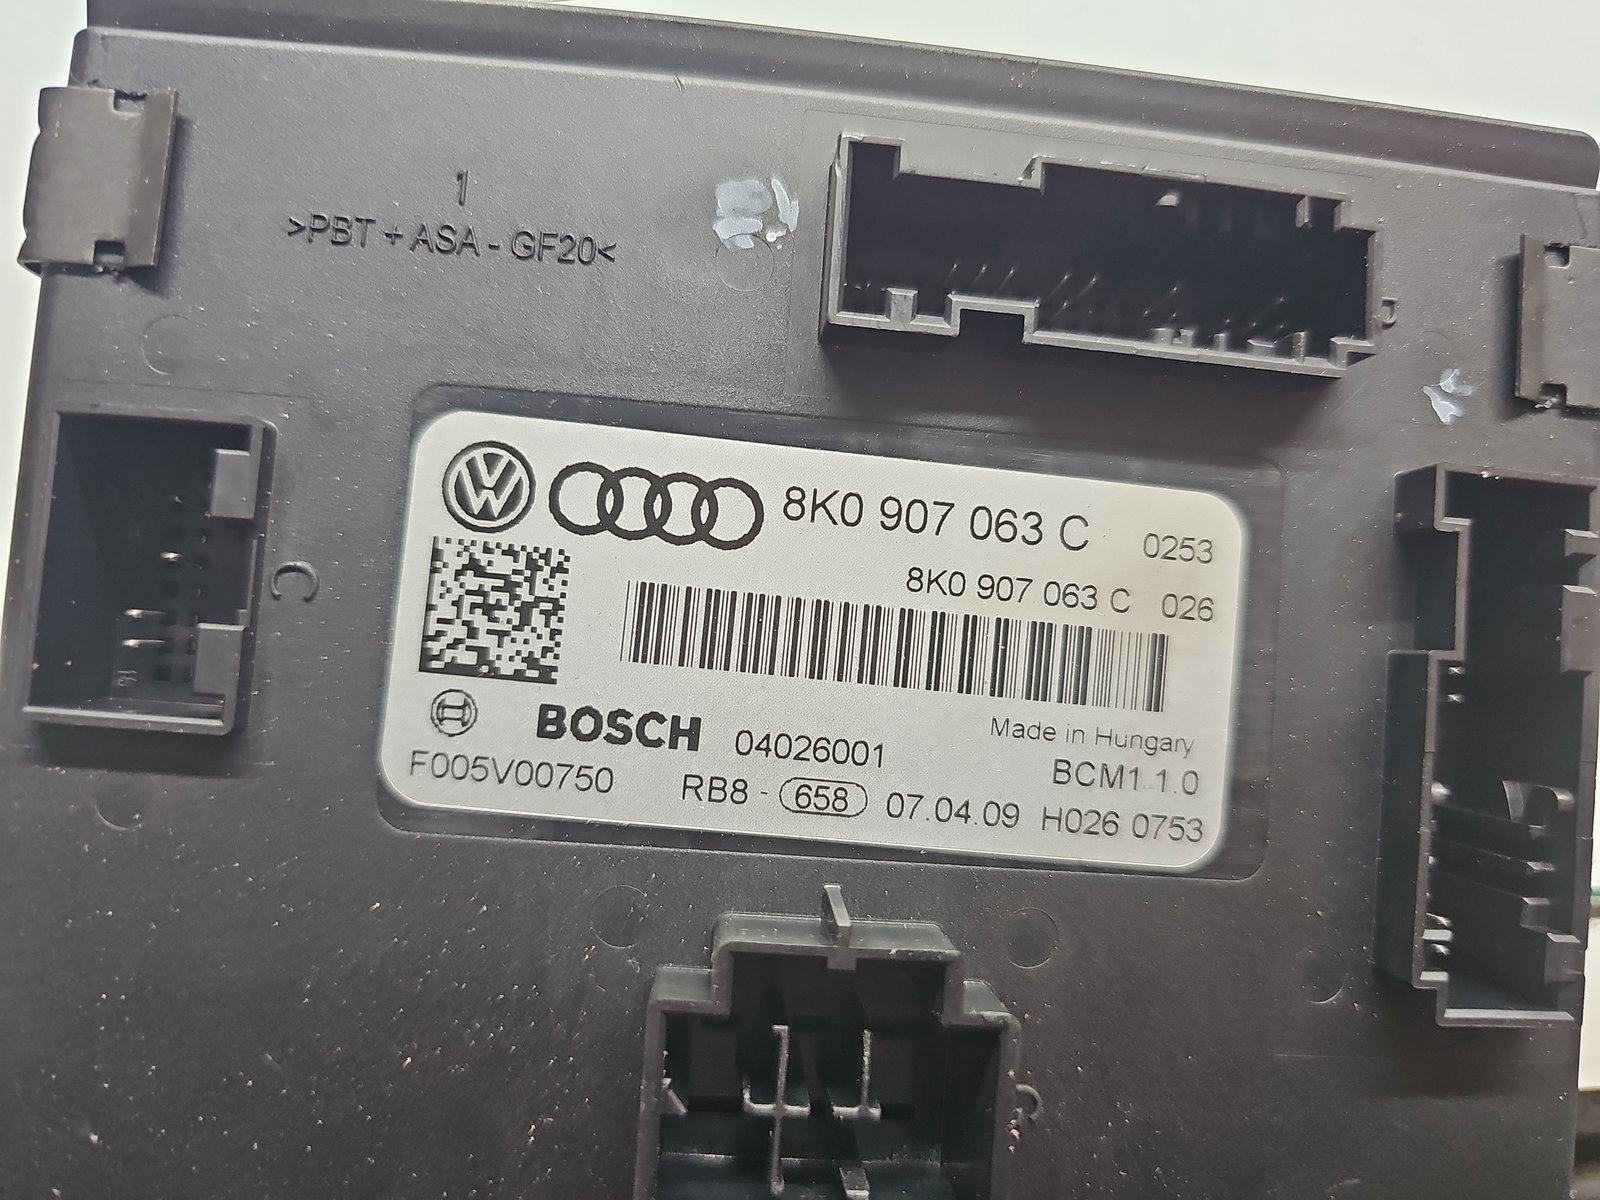 1
>PBT + ASA - GF20<
8K0 907 063 C 0253
8K0 907 063 C 026
C
BOSCH 04026001
Made in Hungary
F005V00750
BCM1.1.0
RB8 - 658 07.04.09 H026 0753